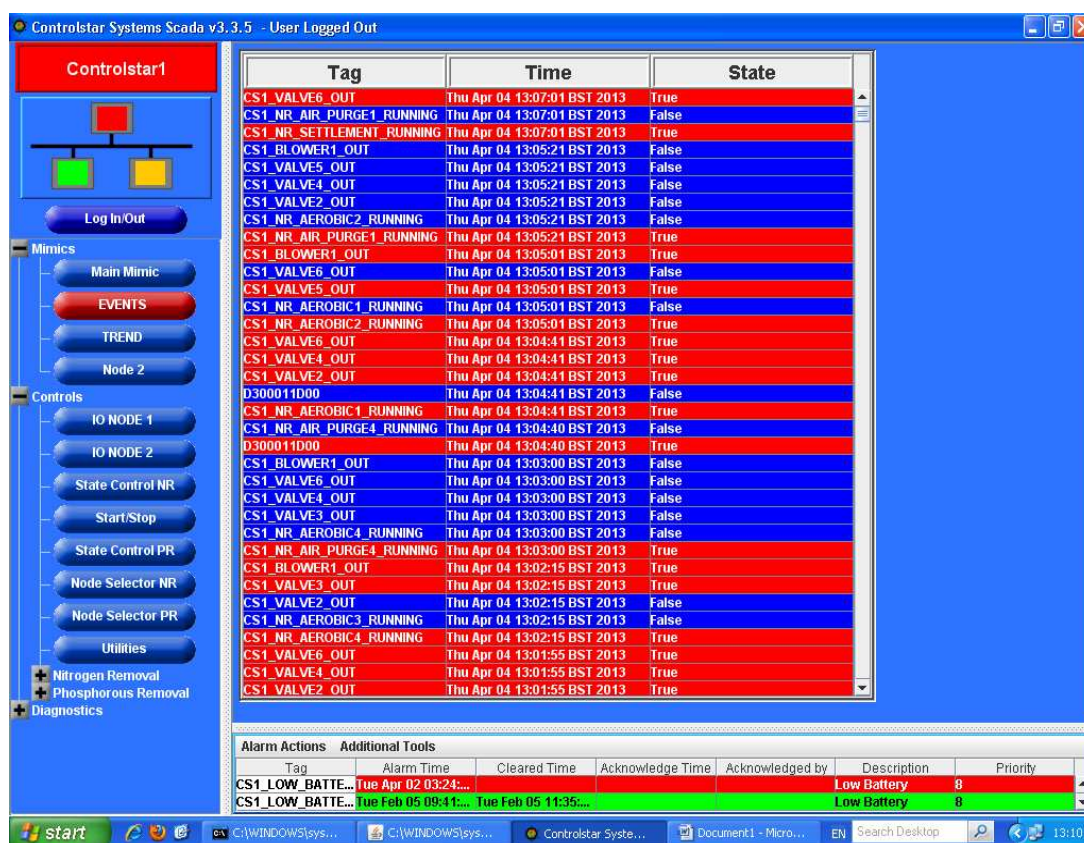 Controlstar Systems Scada v3.3.5 - User Logged Out
Controlstar1
Log In/Out
Mimics
Main Mimic
EVENTS
TREND
Node 2
Controls
IO NODE 1
IO NODE 2
State Control NR
Start/Stop
State Control PR
Node Selector NR
Node Selector PR
Utilities
Nitrogen Removal
Phosphorous Removal
Diagnostics
Tag Time State
CS1_VALVE6_OUT Thu Apr 04 13:07:01 BST 2013 True
CS1_NR_AIR_PURGE1_RUNNING Thu Apr 04 13:07:01 BST 2013 False
CS1_NR_SETTLEMENT_RUNNING Thu Apr 04 13:07:01 BST 2013 True
CS1_BLOWER1_OUT Thu Apr 04 13:05:21 BST 2013 False
CS1_VALVE5_OUT Thu Apr 04 13:05:21 BST 2013 False
CS1_VALVE4_OUT Thu Apr 04 13:05:21 BST 2013 False
CS1_VALVE2_OUT Thu Apr 04 13:05:21 BST 2013 False
CS1_NR_AEROBIC2_RUNNING Thu Apr 04 13:05:21 BST 2013 False
CS1_NR_AIR_PURGE1_RUNNING Thu Apr 04 13:05:21 BST 2013 True
CS1_BLOWER1_OUT Thu Apr 04 13:05:01 BST 2013 True
CS1_VALVE6_OUT Thu Apr 04 13:05:01 BST 2013 False
CS1_VALVE5_OUT Thu Apr 04 13:05:01 BST 2013 True
CS1_NR_AEROBIC1_RUNNING Thu Apr 04 13:05:01 BST 2013 False
CS1_NR_AEROBIC2_RUNNING Thu Apr 04 13:05:01 BST 2013 True
CS1_VALVE6_OUT Thu Apr 04 13:04:41 BST 2013 True
CS1_VALVE4_OUT Thu Apr 04 13:04:41 BST 2013 True
CS1_VALVE2_OUT Thu Apr 04 13:04:41 BST 2013 True
D300011D00 Thu Apr 04 13:04:41 BST 2013 False
CS1_NR_AEROBIC1_RUNNING Thu Apr 04 13:04:41 BST 2013 True
CS1_NR_AIR_PURGE4_RUNNING Thu Apr 04 13:04:40 BST 2013 False
D300011D00 Thu Apr 04 13:04:40 BST 2013 True
CS1_BLOWER1_OUT Thu Apr 04 13:03:00 BST 2013 False
CS1_VALVE6_OUT Thu Apr 04 13:03:00 BST 2013 False
CS1_VALVE4_OUT Thu Apr 04 13:03:00 BST 2013 False
CS1_VALVE3_OUT Thu Apr 04 13:03:00 BST 2013 False
CS1_NR_AEROBIC4_RUNNING Thu Apr 04 13:03:00 BST 2013 False
CS1_NR_AIR_PURGE4_RUNNING Thu Apr 04 13:03:00 BST 2013 True
CS1_BLOWER1_OUT Thu Apr 04 13:02:15 BST 2013 True
CS1_VALVE3_OUT Thu Apr 04 13:02:15 BST 2013 True
CS1_VALVE2_OUT Thu Apr 04 13:02:15 BST 2013 False
CS1_NR_AEROBIC3_RUNNING Thu Apr 04 13:02:15 BST 2013 False
CS1_NR_AEROBIC4_RUNNING Thu Apr 04 13:02:15 BST 2013 True
CS1_VALVE6_OUT Thu Apr 04 13:01:55 BST 2013 True
CS1_VALVE4_OUT Thu Apr 04 13:01:55 BST 2013 True
CS1_VALVE2_OUT Thu Apr 04 13:01:55 BST 2013 True
Alarm Actions Additional Tools
Tag Alarm Time Cleared Time Acknowledge Time Acknowledged by Description Priority
CS1_LOW_BATTE... Tue Apr 02 03:24:... Low Battery 8
CS1_LOW_BATTE... Tue Feb 05 09:41:... Tue Feb 05 11:35:... Low Battery 8
start C:\WINDOWS\sys... C:\WINDOWS\sys... Controlstar Syste... Document1 - Micro... EN Search Desktop 13:10